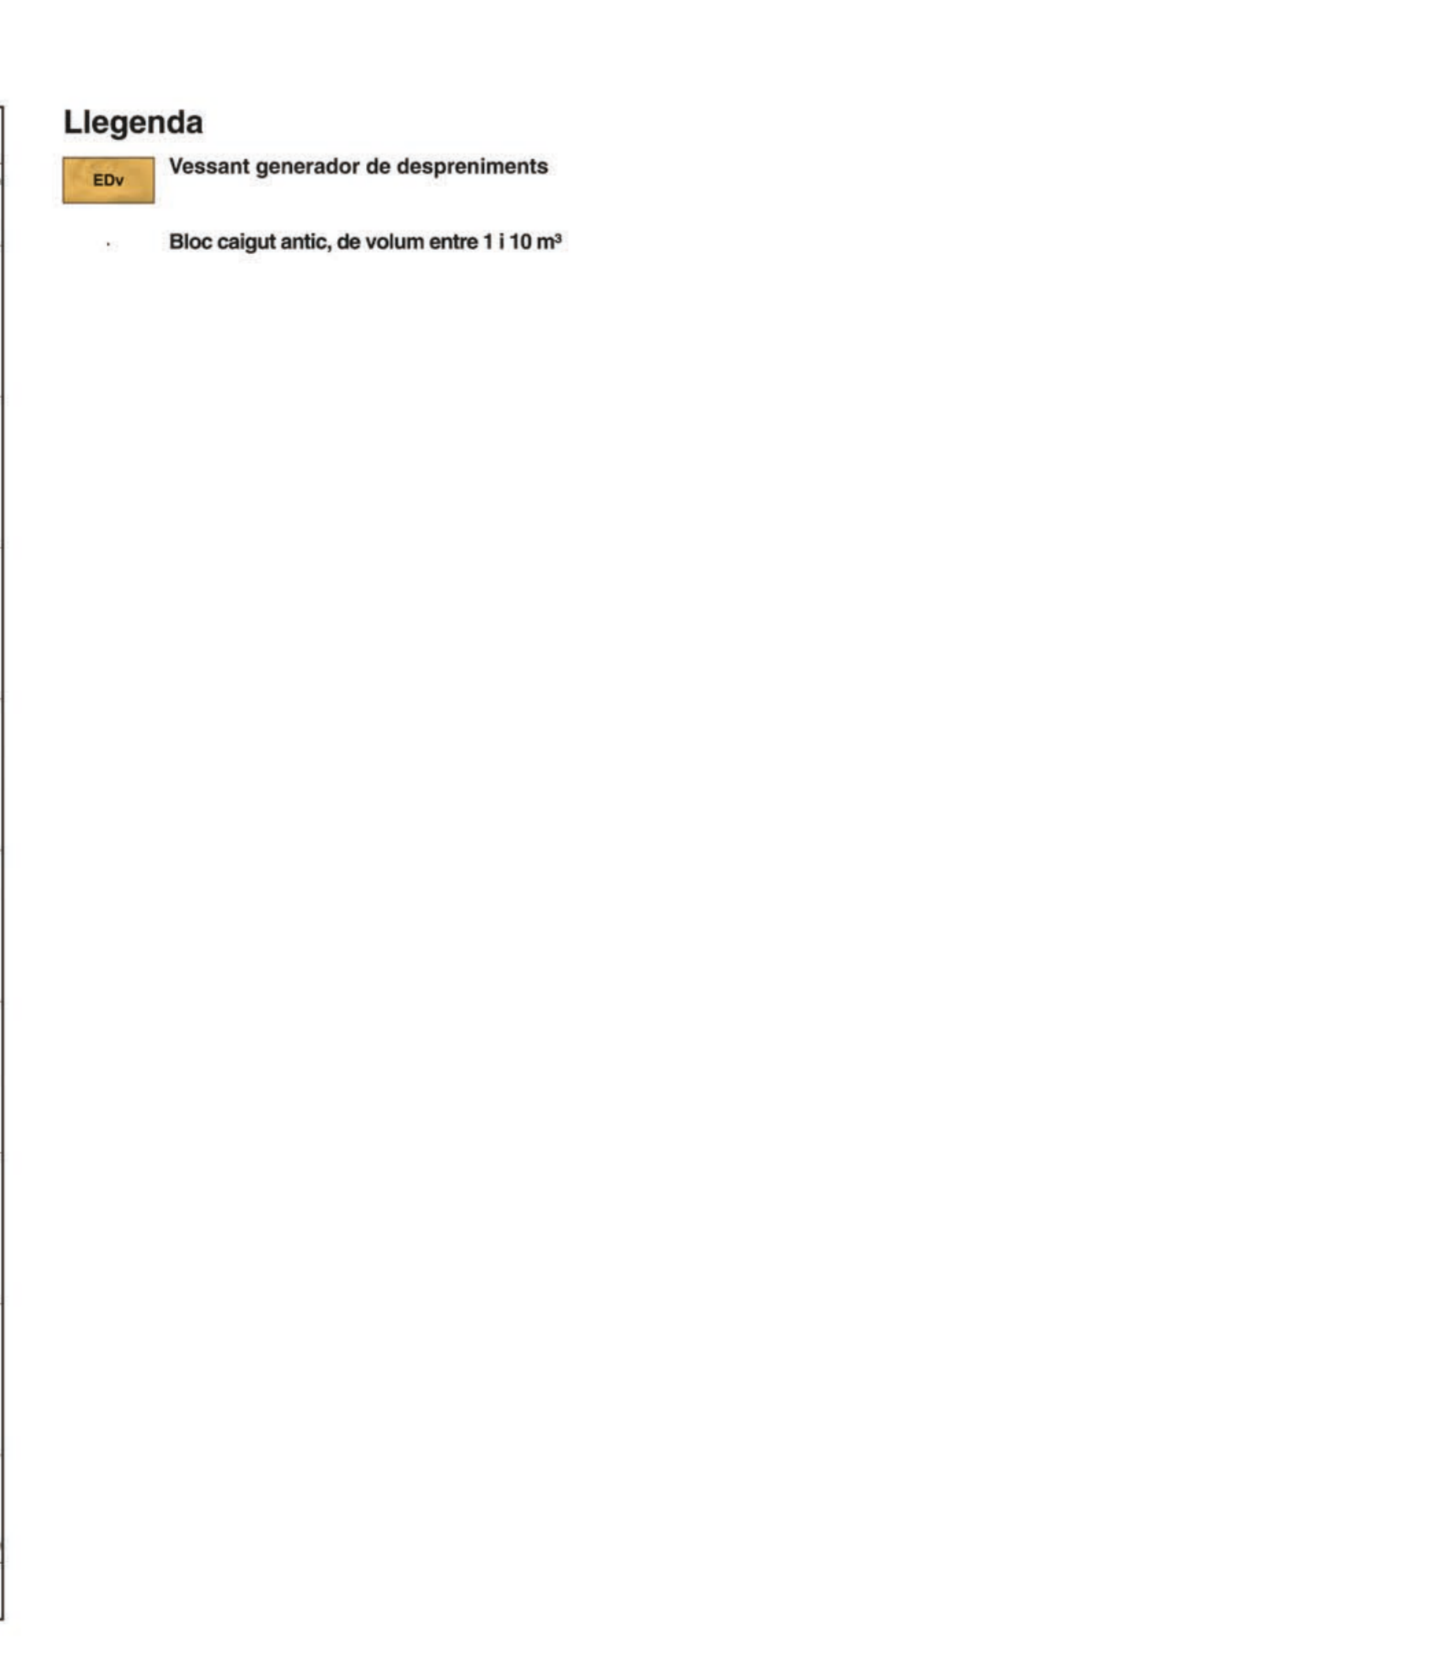 Llegenda
EDv
Vessant generador de despreniments
Bloc caigut antic, de volum entre 1 i 10 m³